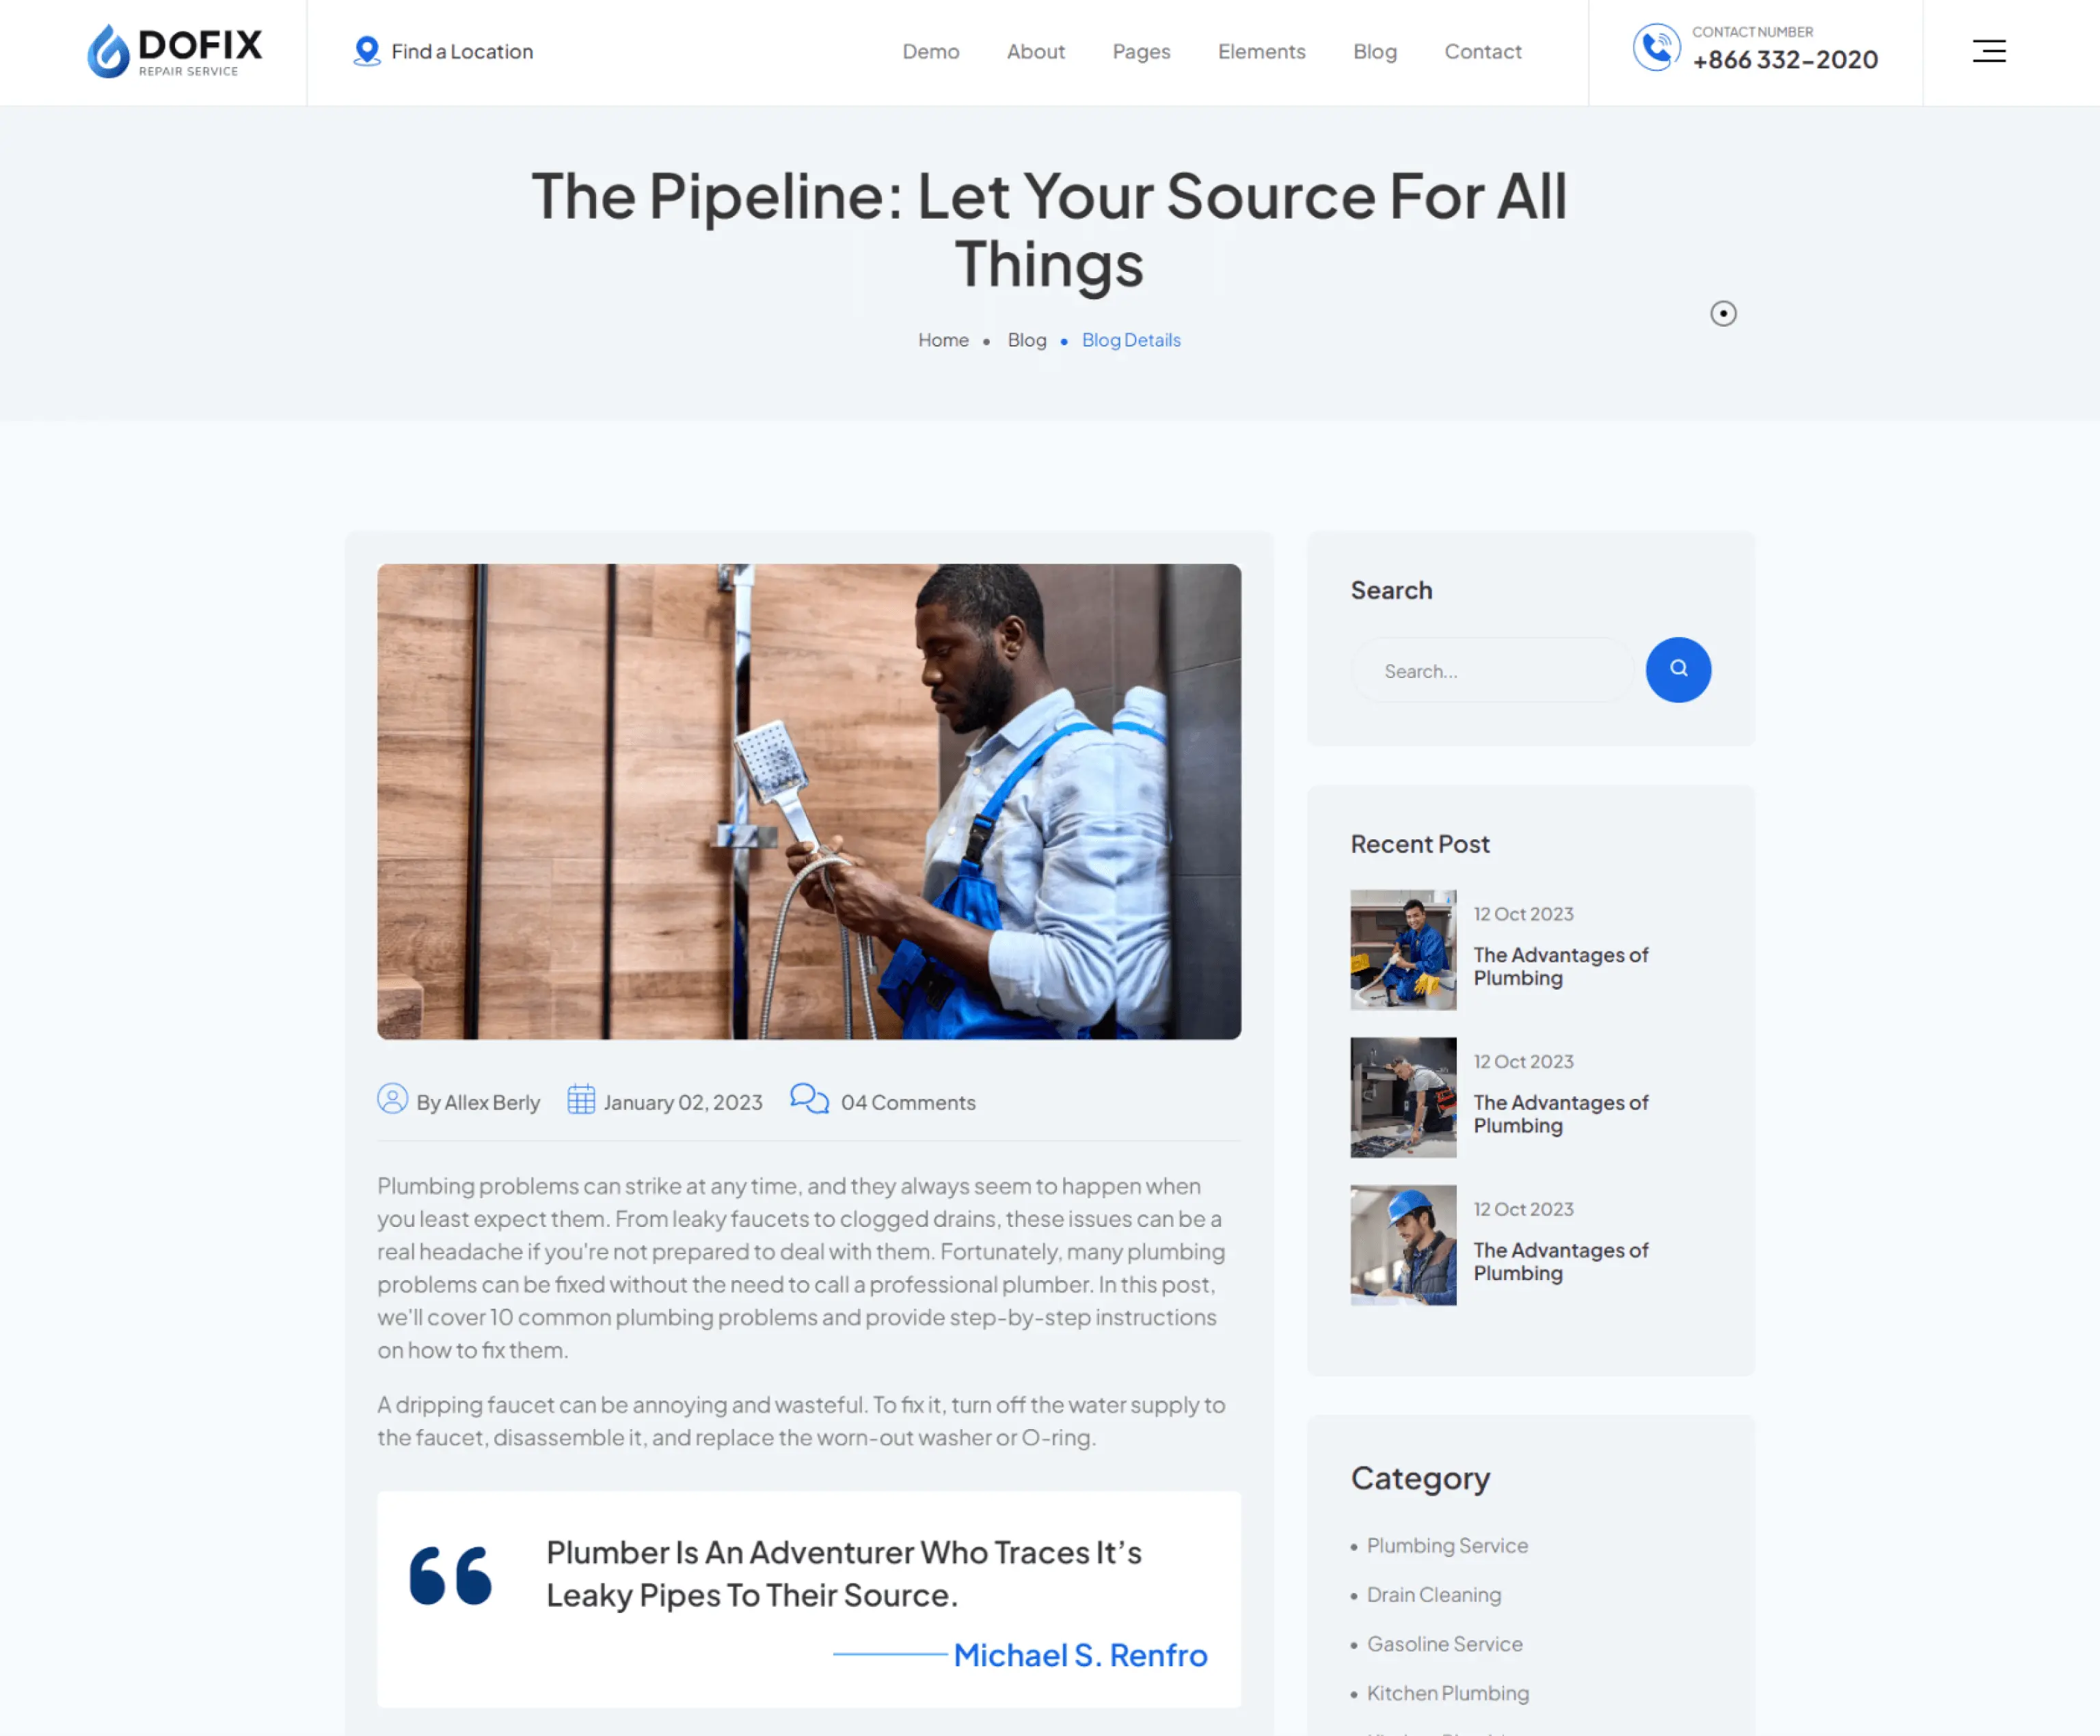 DOFIX
REPAIR SERVICE
Find a Location
Demo
About
Pages
Elements
Blog
Contact
CONTACT NUMBER
+866 332-2020
The Pipeline: Let Your Source For All
Things
Home • Blog • Blog Details
By Allex Berly
January 02, 2023
04 Comments
Plumbing problems can strike at any time, and they always seem to happen when
you least expect them. From leaky faucets to clogged drains, these issues can be a
real headache if you're not prepared to deal with them. Fortunately, many plumbing
problems can be fixed without the need to call a professional plumber. In this post,
we'll cover 10 common plumbing problems and provide step-by-step instructions
on how to fix them.
A dripping faucet can be annoying and wasteful. To fix it, turn off the water supply to
the faucet, disassemble it, and replace the worn-out washer or O-ring.
Plumber Is An Adventurer Who Traces It’s
Leaky Pipes To Their Source.
Michael S. Renfro
Search
Search...
Recent Post
12 Oct 2023
The Advantages of
Plumbing
12 Oct 2023
The Advantages of
Plumbing
12 Oct 2023
The Advantages of
Plumbing
Category
• Plumbing Service
• Drain Cleaning
• Gasoline Service
• Kitchen Plumbing